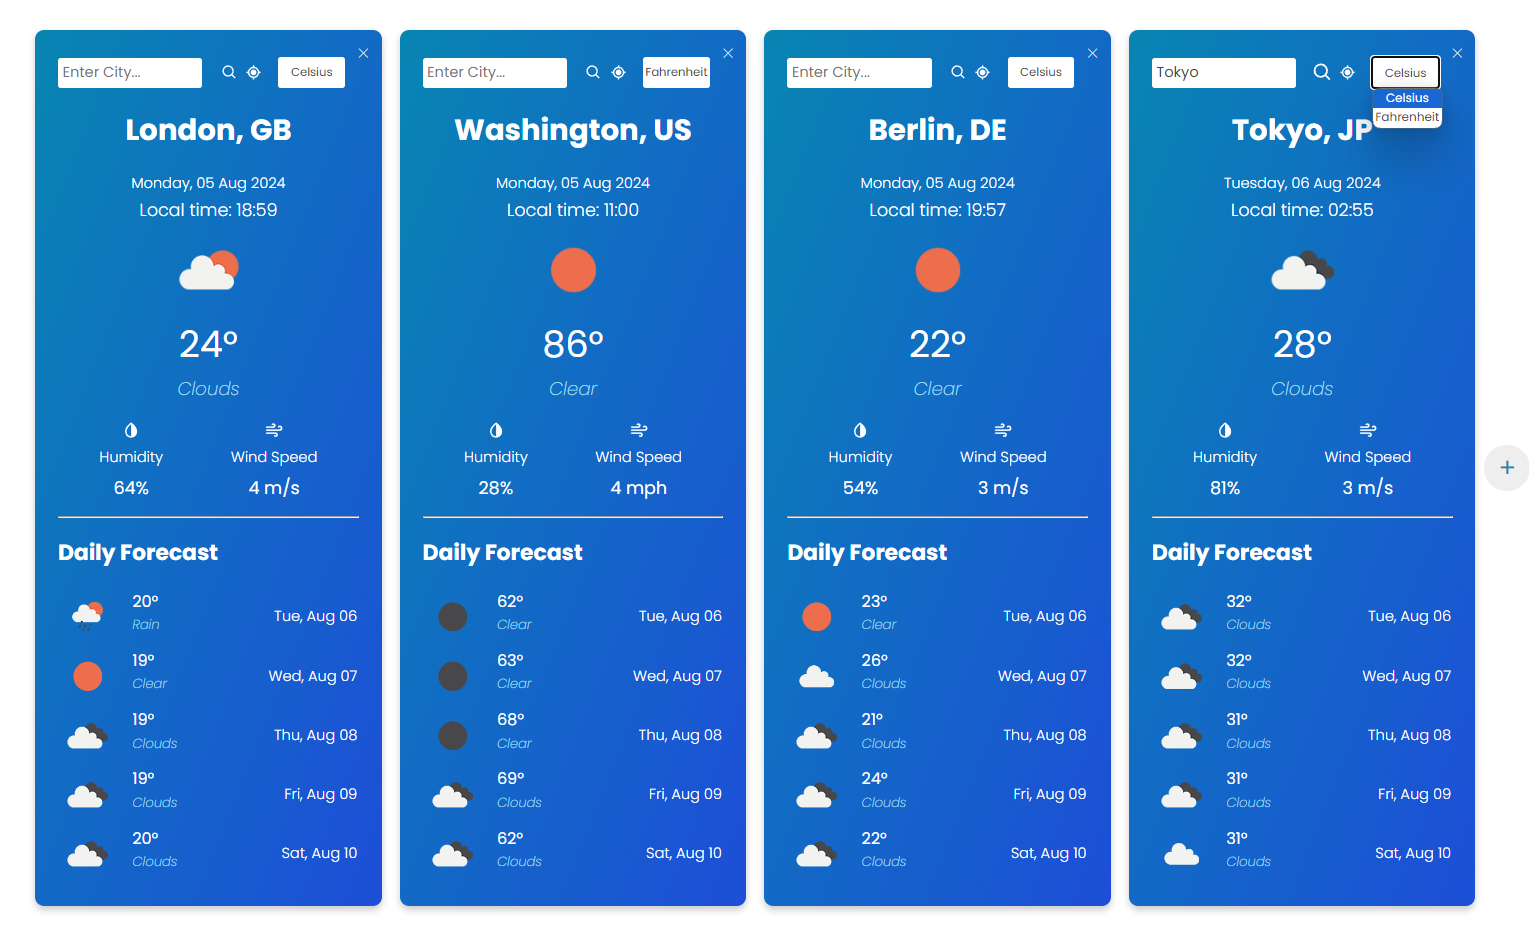 Enter City...
Celsius
London, GB
Monday, 05 Aug 2024
Local time: 18:59
24°
Clouds
Humidity
64%
Wind Speed
4 m/s
Daily Forecast
20°
Rain
Tue, Aug 06
19°
Clear
Wed, Aug 07
19°
Clouds
Thu, Aug 08
19°
Clouds
Fri, Aug 09
20°
Clouds
Sat, Aug 10
Enter City...
Fahrenheit
Washington, US
Monday, 05 Aug 2024
Local time: 11:00
86°
Clear
Humidity
28%
Wind Speed
4 mph
Daily Forecast
62°
Clear
Tue, Aug 06
63°
Clear
Wed, Aug 07
68°
Clear
Thu, Aug 08
69°
Clouds
Fri, Aug 09
62°
Clouds
Sat, Aug 10
Enter City...
Celsius
Berlin, DE
Monday, 05 Aug 2024
Local time: 19:57
22°
Clear
Humidity
54%
Wind Speed
3 m/s
Daily Forecast
23°
Clear
Tue, Aug 06
26°
Clouds
Wed, Aug 07
21°
Clouds
Thu, Aug 08
24°
Clouds
Fri, Aug 09
22°
Clouds
Sat, Aug 10
Tokyo
Celsius
Celsius
Fahrenheit
Tokyo, JP
Tuesday, 06 Aug 2024
Local time: 02:55
28°
Clouds
Humidity
81%
Wind Speed
3 m/s
Daily Forecast
32°
Clouds
Tue, Aug 06
32°
Clouds
Wed, Aug 07
31°
Clouds
Thu, Aug 08
31°
Clouds
Fri, Aug 09
31°
Clouds
Sat, Aug 10
+